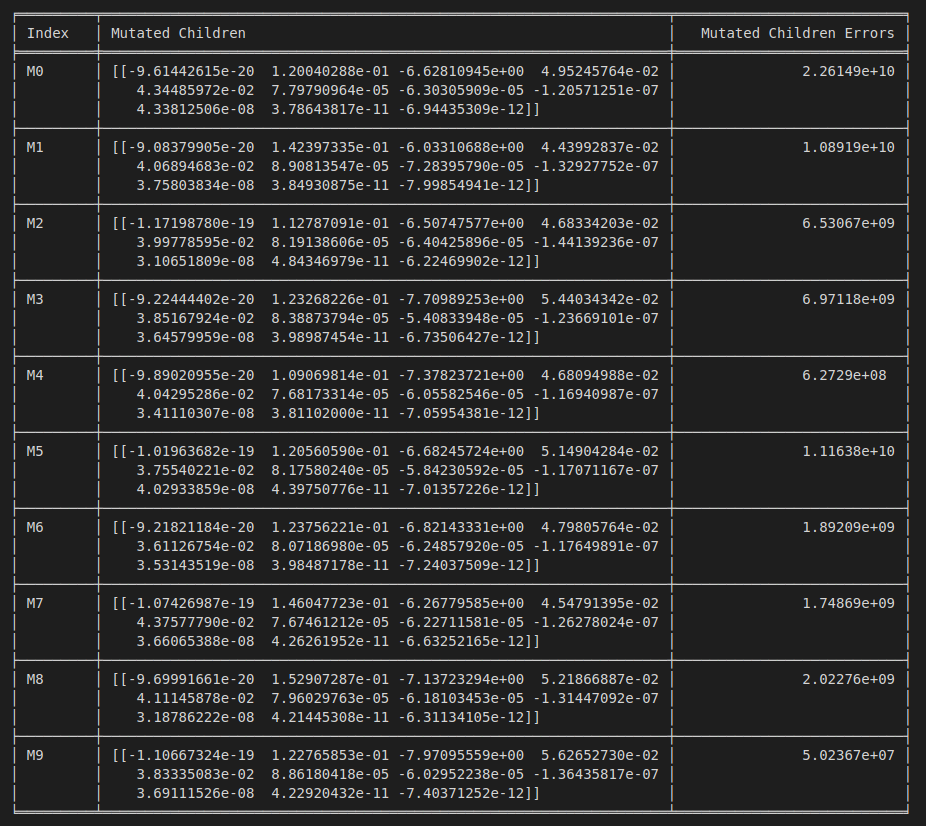 Index Mutated Children Mutated Children Errors
M0 [[-9.61442615e-20 1.20040288e-01 -6.62810945e+00 4.95245764e-02 2.26149e+10
4.34485972e-02 7.79790964e-05 -6.30305909e-05 -1.20571251e-07
4.33812506e-08 3.78643817e-11 -6.94435309e-12]]
M1 [[-9.08379905e-20 1.42397335e-01 -6.03310688e+00 4.43992837e-02 1.08919e+10
4.06894683e-02 8.90813547e-05 -7.28395790e-05 -1.32927752e-07
3.75803834e-08 3.84930875e-11 -7.99854941e-12]]
M2 [[-1.17198780e-19 1.12787091e-01 -6.50747577e+00 4.68334203e-02 6.53067e+09
3.99778595e-02 8.19138606e-05 -6.40425896e-05 -1.44139236e-07
3.10651809e-08 4.84346979e-11 -6.22469902e-12]]
M3 [[-9.22444402e-20 1.23268226e-01 -7.70989253e+00 5.44034342e-02 6.97118e+09
3.85167924e-02 8.38873794e-05 -5.40833948e-05 -1.23669101e-07
3.64579959e-08 3.98987454e-11 -6.73506427e-12]]
M4 [[-9.89020955e-20 1.09069814e-01 -7.37823721e+00 4.68094988e-02 6.2729e+08
4.04295286e-02 7.68173314e-05 -6.05582546e-05 -1.16940987e-07
3.41110307e-08 3.81102000e-11 -7.05954381e-12]]
M5 [[-1.01963682e-19 1.20560590e-01 -6.68245724e+00 5.14904284e-02 1.11638e+10
3.75540221e-02 8.17580240e-05 -5.84230592e-05 -1.17071167e-07
4.02933859e-08 4.39750776e-11 -7.01357226e-12]]
M6 [[-9.21821184e-20 1.23756221e-01 -6.82143331e+00 4.79805764e-02 1.89209e+09
3.61126754e-02 8.07186980e-05 -6.24857920e-05 -1.17649891e-07
3.53143519e-08 3.98487178e-11 -7.24037509e-12]]
M7 [[-1.07426987e-19 1.46047723e-01 -6.26779585e+00 4.54791395e-02 1.74869e+09
4.37577790e-02 7.67461212e-05 -6.22711581e-05 -1.26278024e-07
3.66065388e-08 4.26261952e-11 -6.63252165e-12]]
M8 [[-9.69991661e-20 1.52907287e-01 -7.13723294e+00 5.21866887e-02 2.02276e+09
4.11145878e-02 7.96029763e-05 -6.18103453e-05 -1.31447092e-07
3.18786222e-08 4.21445308e-11 -6.31134105e-12]]
M9 [[-1.10667324e-19 1.22765853e-01 -7.97095559e+00 5.62652730e-02 5.02367e+07
3.83335083e-02 8.86180418e-05 -6.02952238e-05 -1.36435817e-07
3.69111526e-08 4.22920432e-11 -7.40371252e-12]]